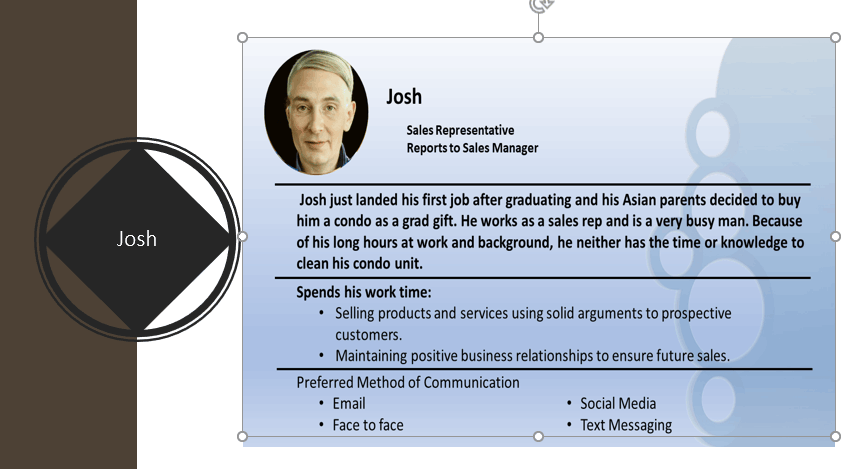 Josh
Josh
Sales Representative
Reports to Sales Manager
Josh just landed his first job after graduating and his Asian parents decided to buy
him a condo as a grad gift. He works as a sales rep and is a very busy man. Because
of his long hours at work and background, he neither has the time or knowledge to
clean his condo unit.
Spends his work time:
• Selling products and services using solid arguments to prospective
customers.
• Maintaining positive business relationships to ensure future sales.
Preferred Method of Communication
• Email
• Face to face
• Social Media
• Text Messaging